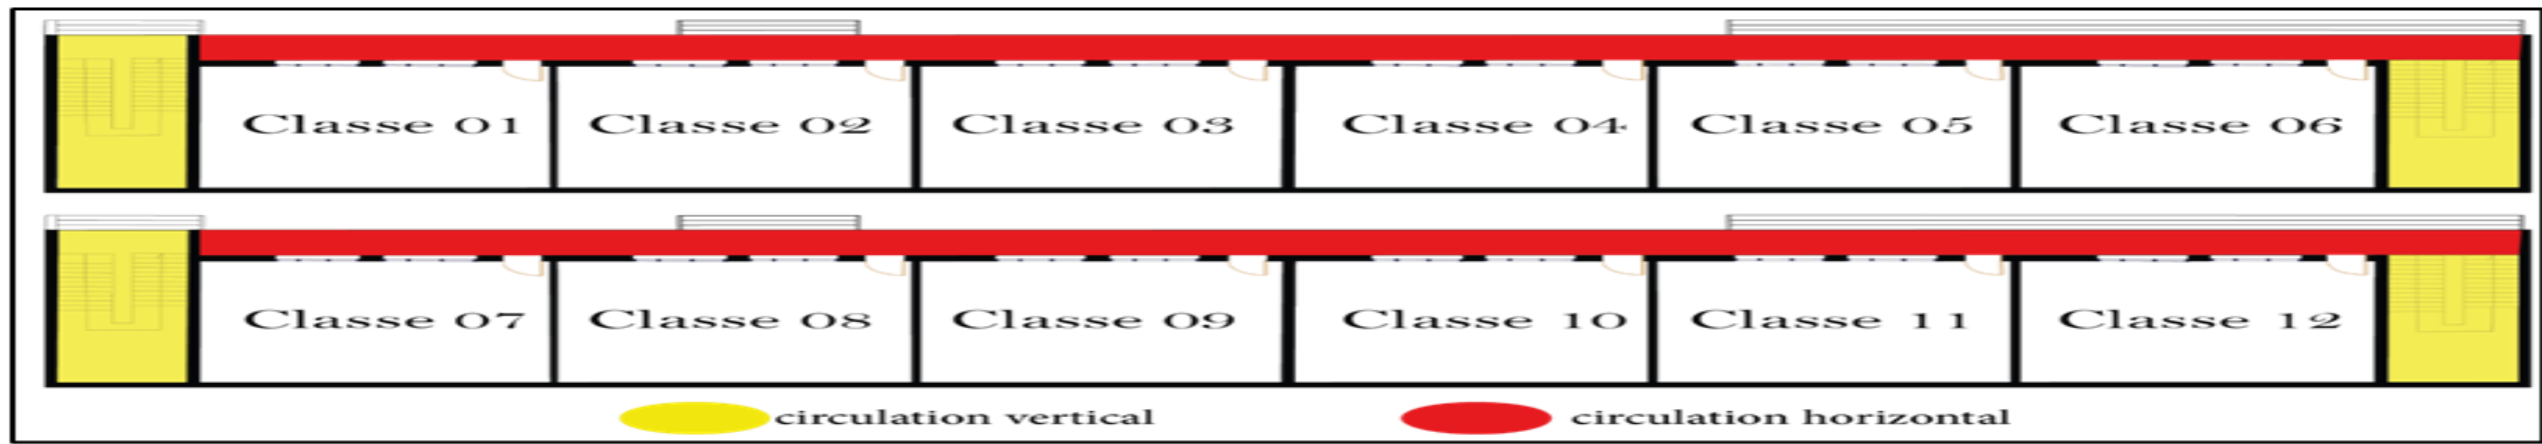 Classe 01 Classe 02 Classe 03 Classe 04 Classe 05 Classe 06
Classe 07 Classe 08 Classe 09 Classe 10 Classe 11 Classe 12
circulation vertical circulation horizontal